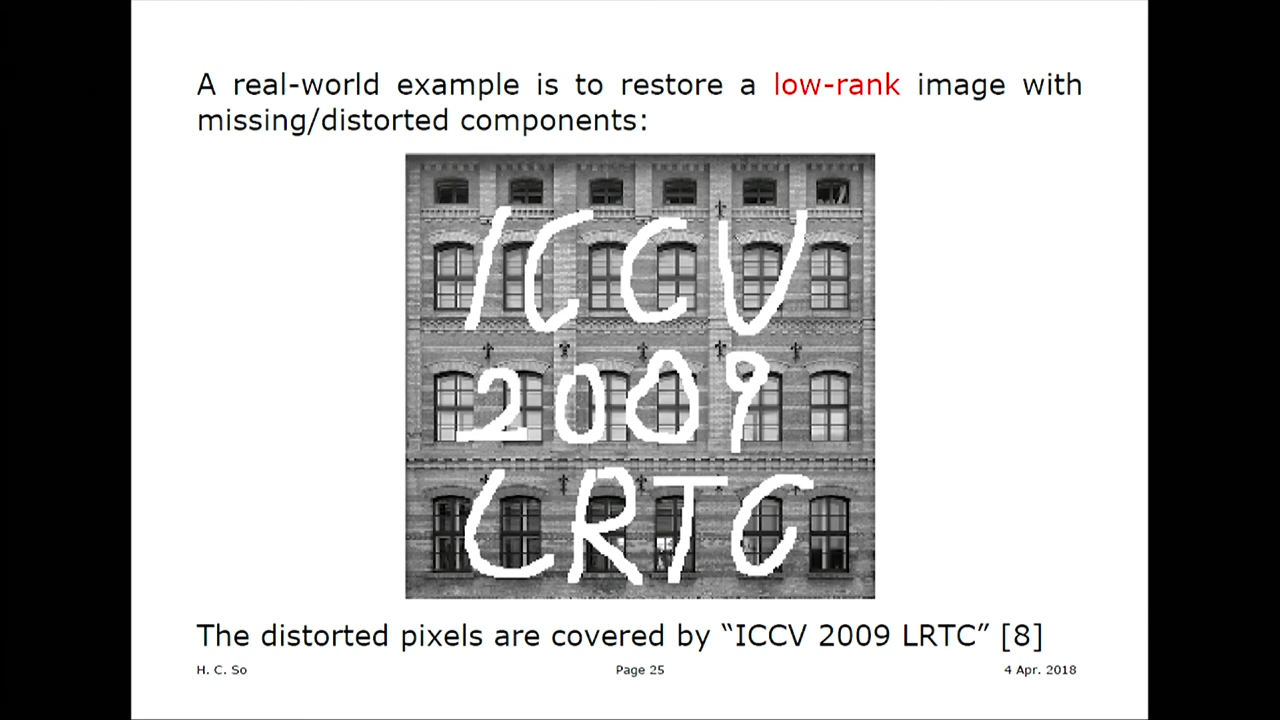 A real-world example is to restore a low-rank image with
missing/distorted components:
ICCV
2009
LRTC
The distorted pixels are covered by “ICCV 2009 LRTC” [8]
H. C. So
Page 25
4 Apr. 2018